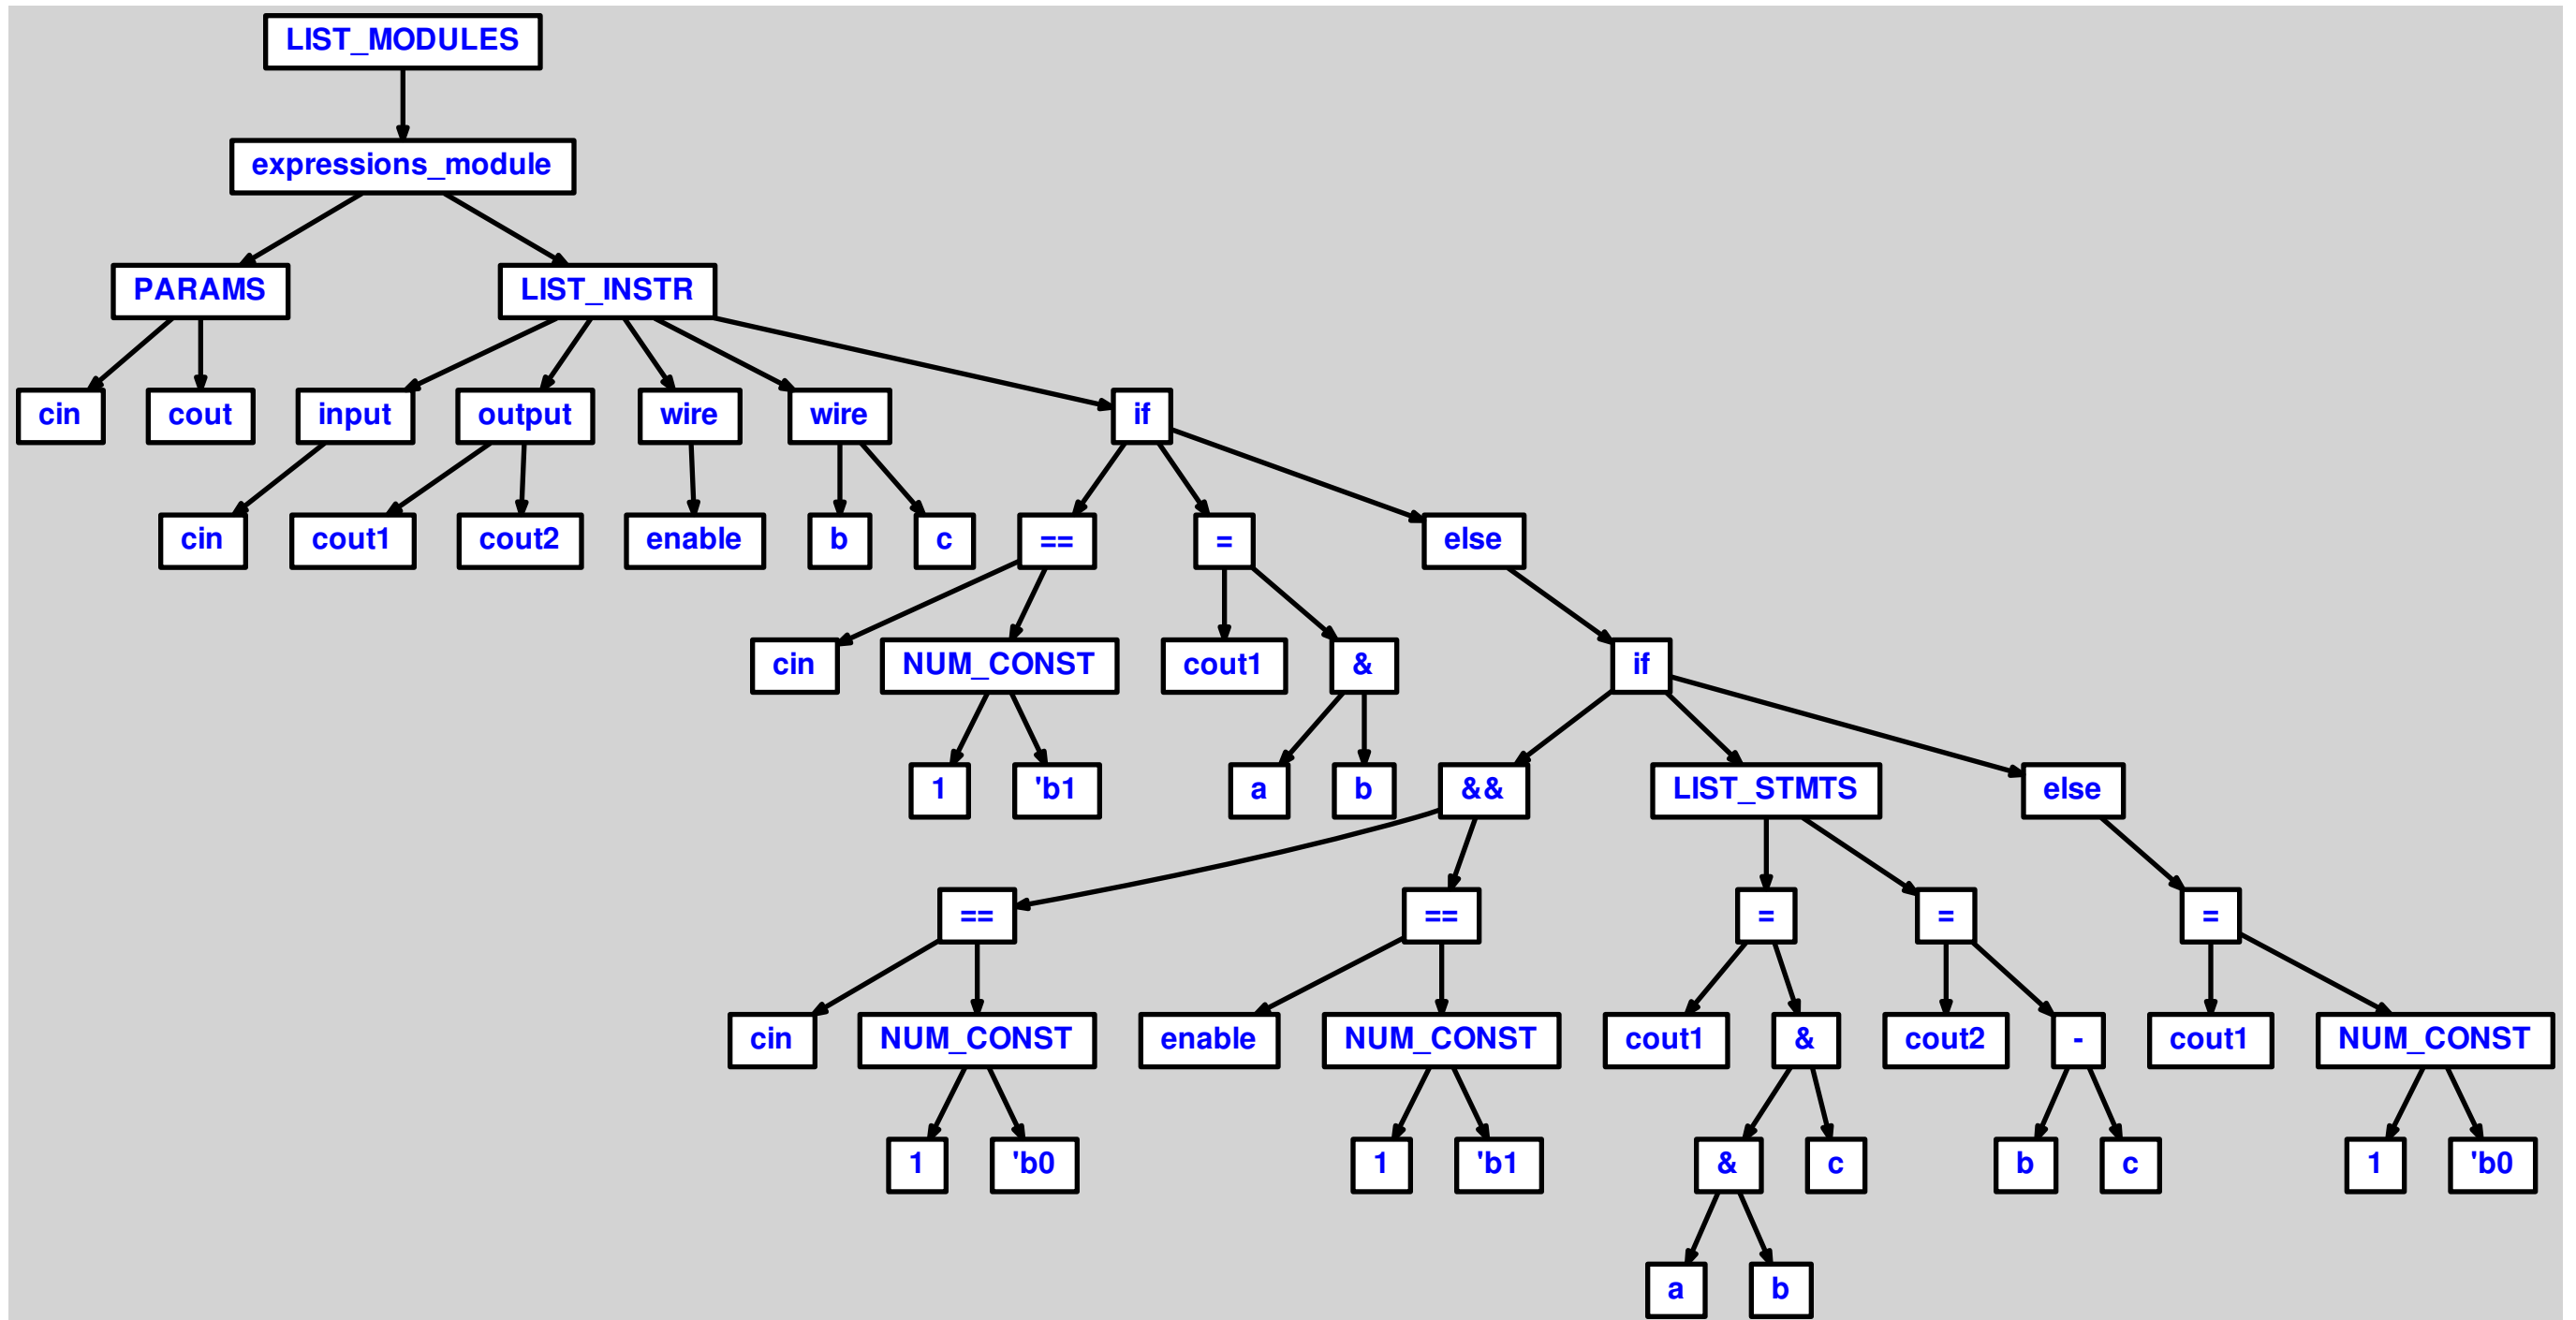 LIST_MODULES
expressions_module
PARAMS LIST_INSTR
cin cout input output wire wire if
cin cout1 cout2 enable b c == = else
cin NUM_CONST cout1 & if
1 'b1 a b && LIST_STMTS else
== == = = =
cin NUM_CONST enable NUM_CONST cout1 & cout2 - cout1 NUM_CONST
1 'b0 1 'b1 & c b c 1 'b0
a b